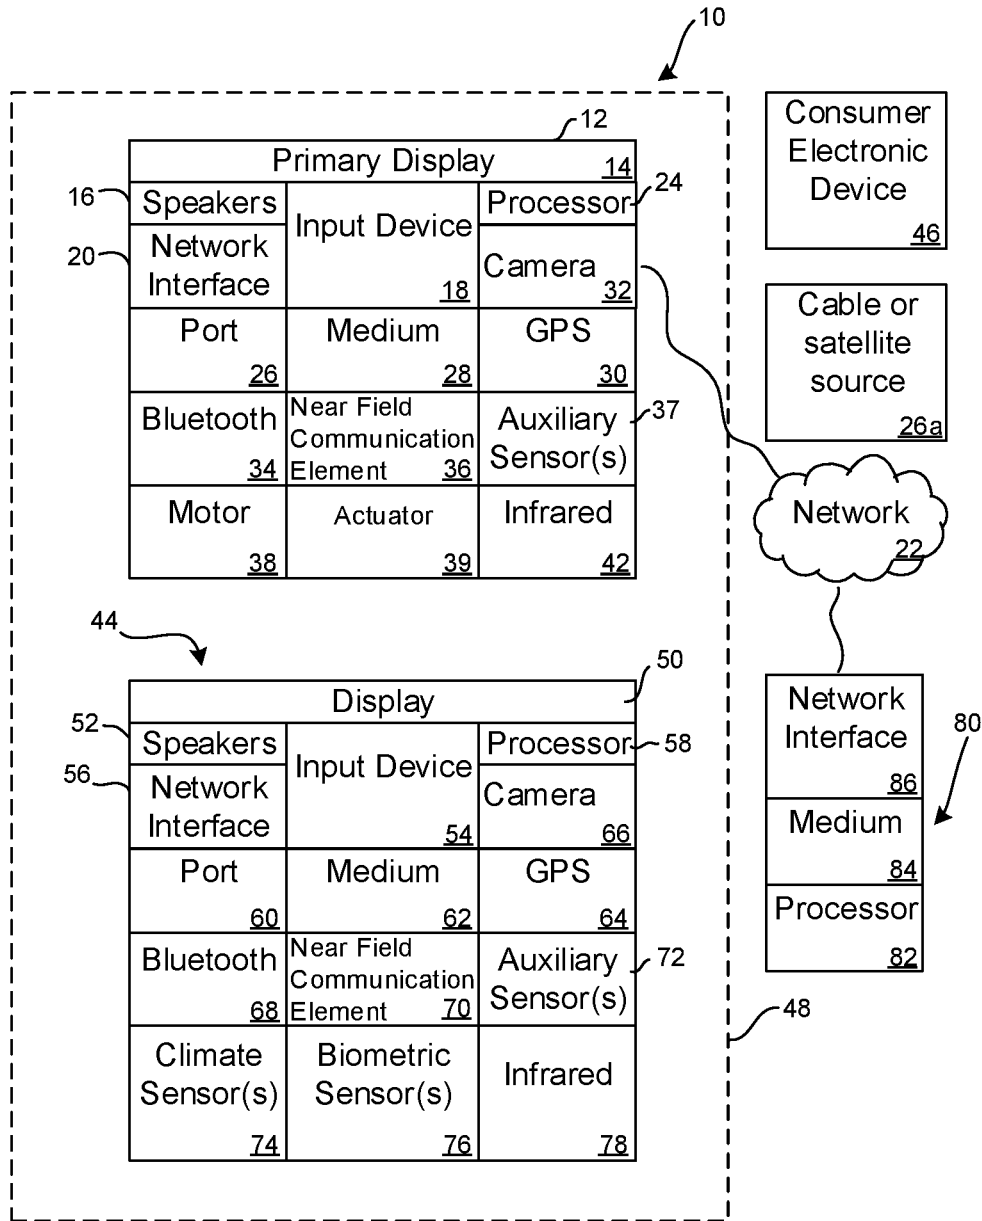 10
12
Primary Display
14
16
Speakers
Input Device
18
Processor
24
20
Network
Interface
Camera
32
Port
26
Medium
28
GPS
30
Bluetooth
34
Near Field
Communication
Element
36
Auxiliary
Sensor(s)
37
Motor
38
Actuator
39
Infrared
42
44
50
Display
52
Speakers
Input Device
54
Processor
58
56
Network
Interface
Camera
66
Port
60
Medium
62
GPS
64
Bluetooth
68
Near Field
Communication
Element
70
Auxiliary
Sensor(s)
72
Climate
Sensor(s)
74
Biometric
Sensor(s)
76
Infrared
78
48
Consumer
Electronic
Device
46
Cable or
satellite
source
26a
Network
22
Network
Interface
86
80
Medium
84
Processor
82